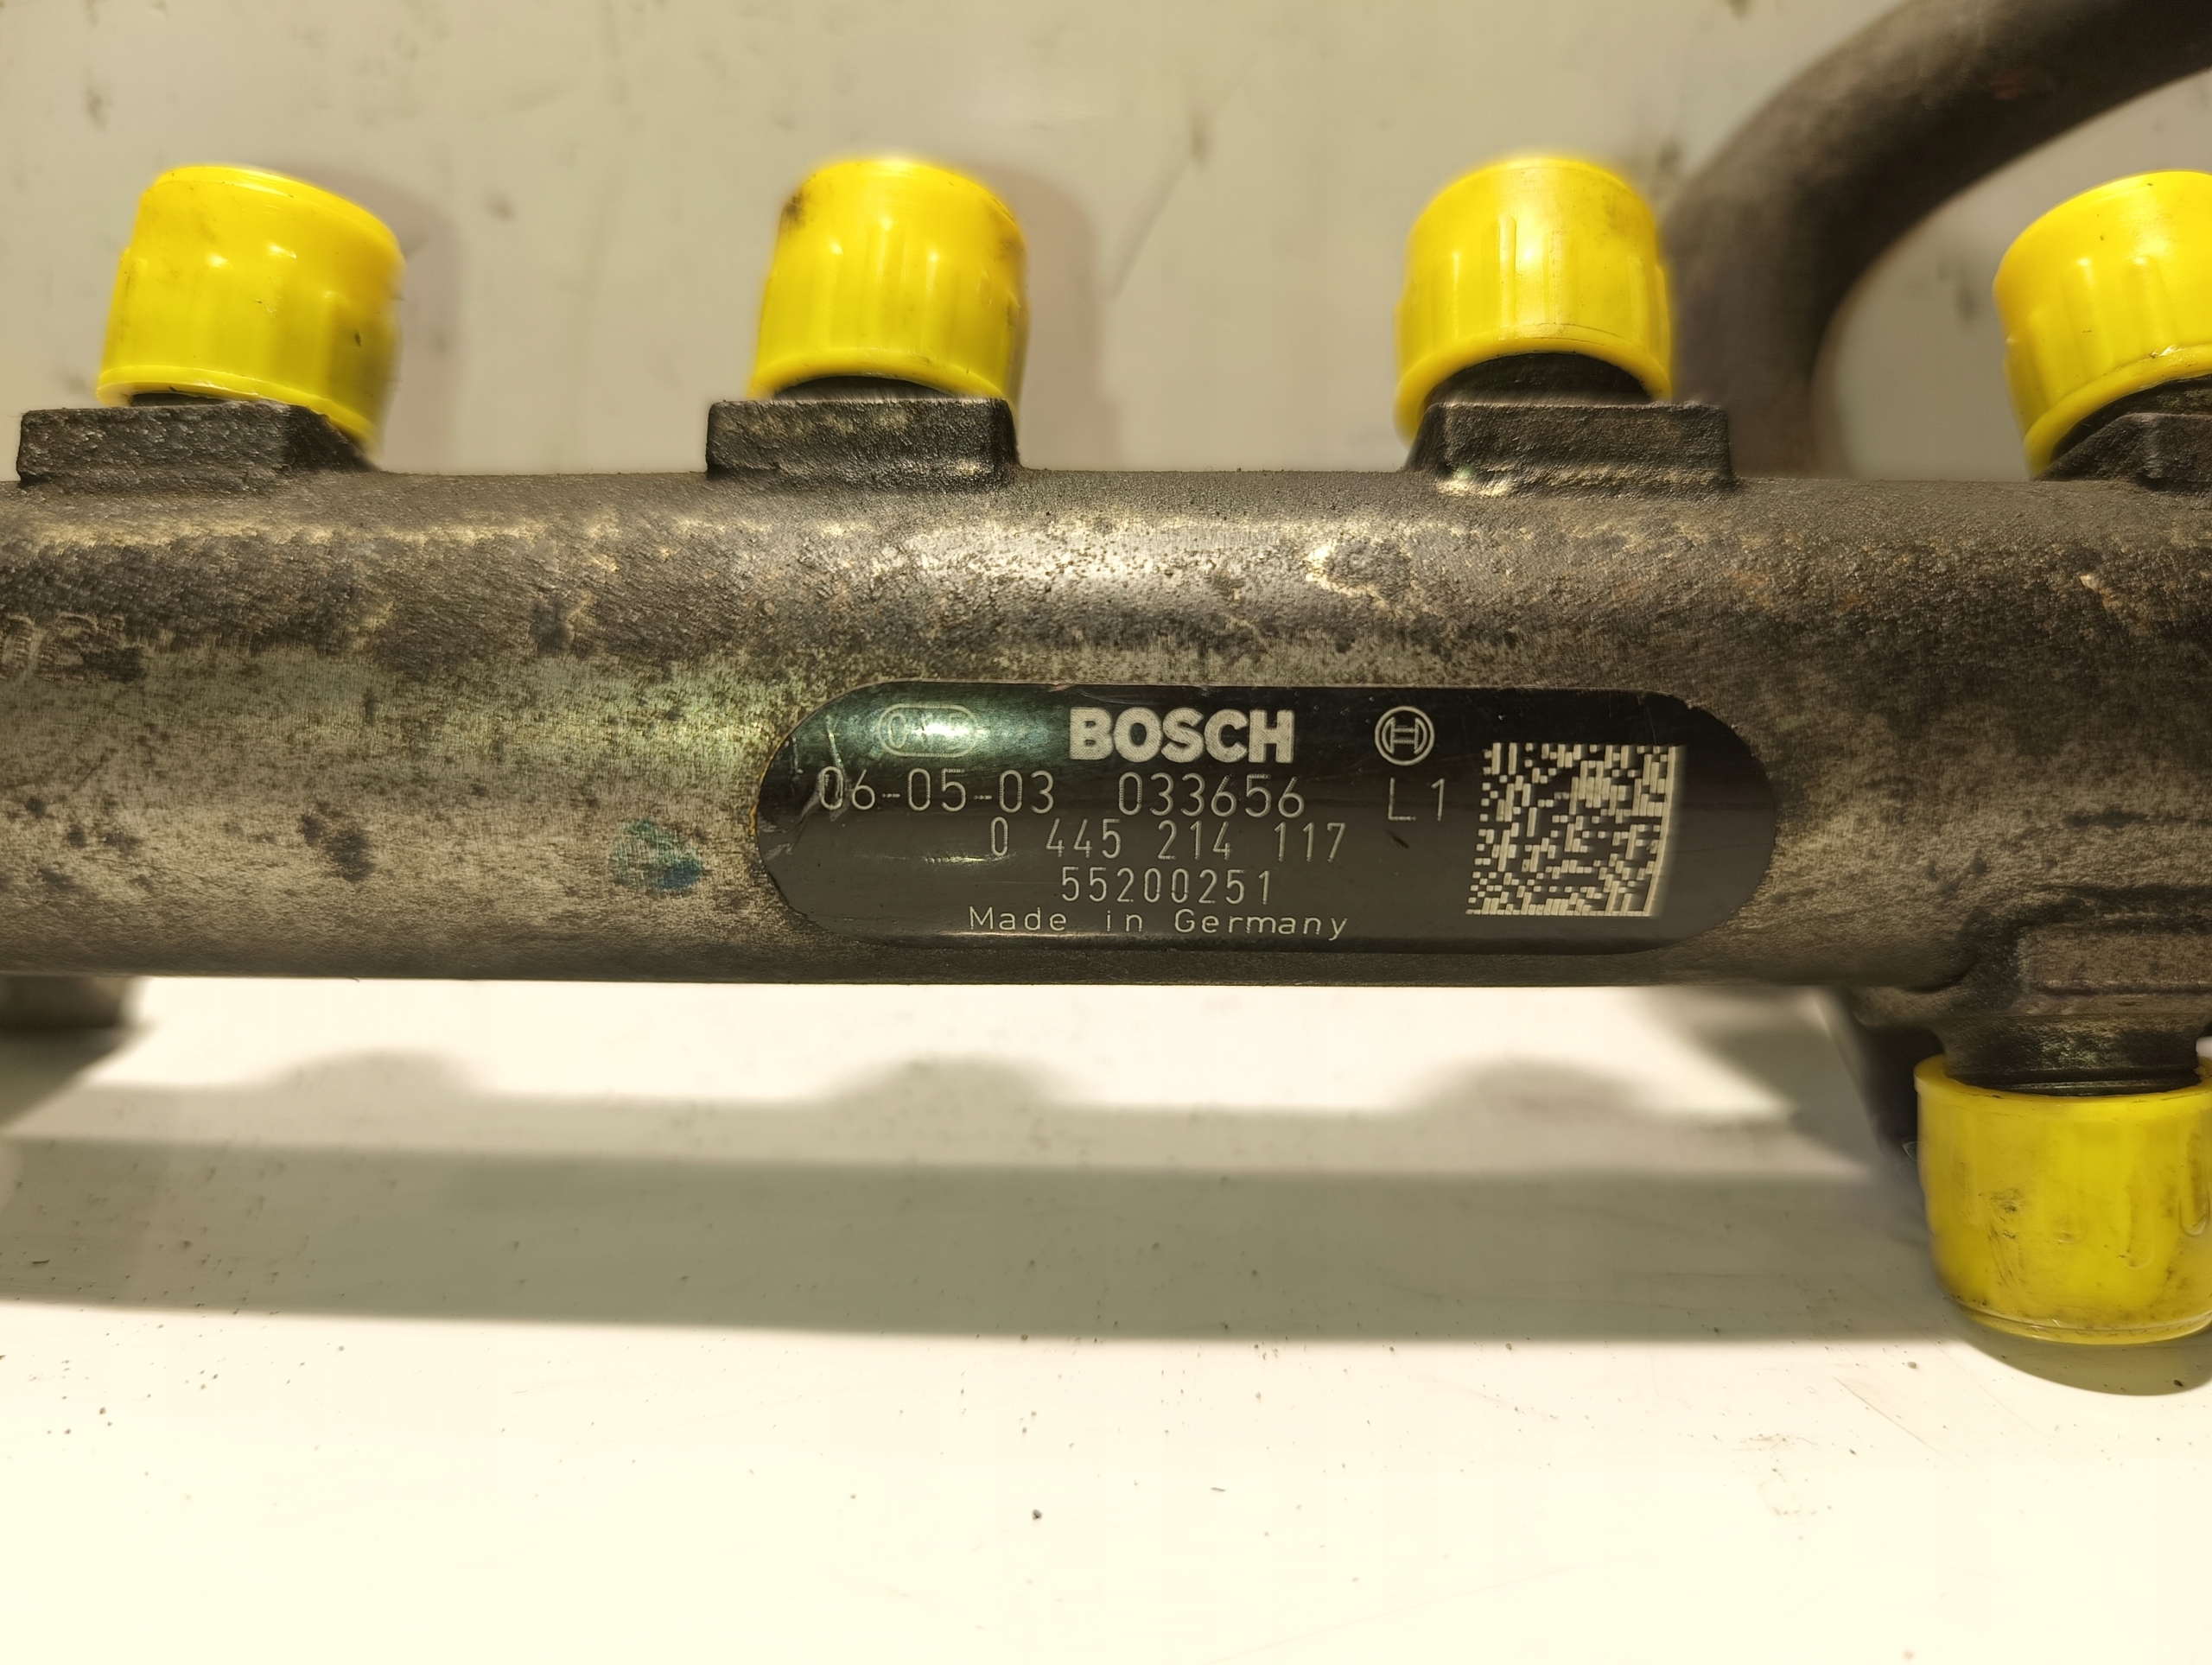 BOSCH
06-05-03 033656 L1
0 445 214 117
55200251
Made in Germany